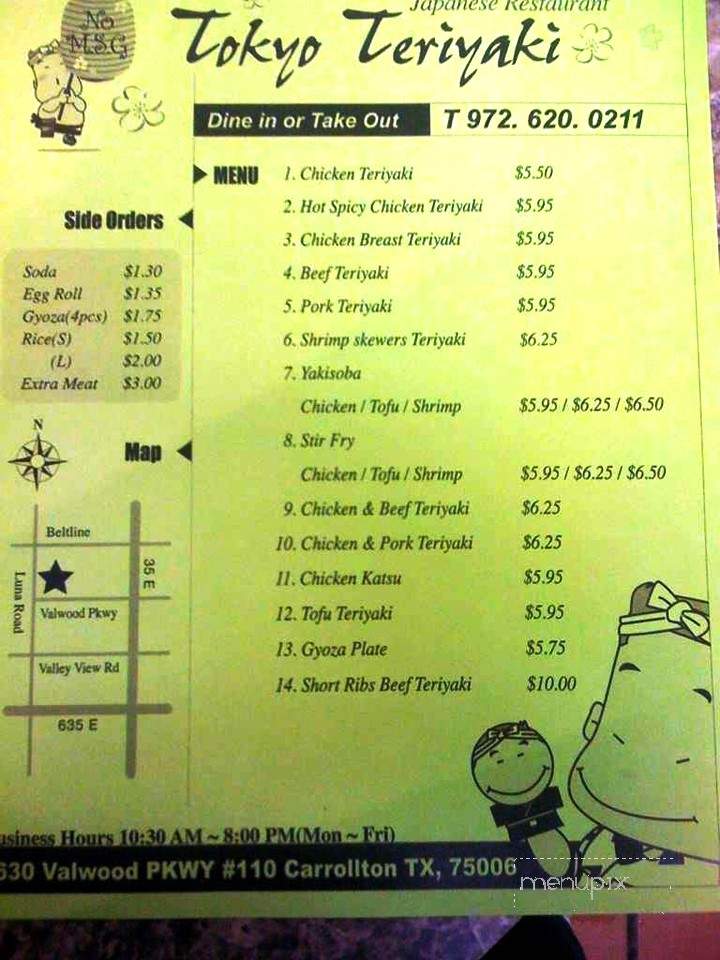 Japanese Restaurant
No
M.S.G
Tokyo Teriyaki
Dine in or Take Out T 972. 620. 0211
MENU
1. Chicken Teriyaki $5.50
2. Hot Spicy Chicken Teriyaki $5.95
3. Chicken Breast Teriyaki $5.95
4. Beef Teriyaki $5.95
5. Pork Teriyaki $5.95
6. Shrimp skewers Teriyaki $6.25
7. Yakisoba
Chicken / Tofu / Shrimp $5.95 / $6.25 / $6.50
8. Stir Fry
Chicken / Tofu / Shrimp $5.95 / $6.25 / $6.50
9. Chicken & Beef Teriyaki $6.25
10. Chicken & Pork Teriyaki $6.25
11. Chicken Katsu $5.95
12. Tofu Teriyaki $5.95
13. Gyoza Plate $5.75
14. Short Ribs Beef Teriyaki $10.00
Side Orders
Soda $1.30
Egg Roll $1.35
Gyoza(4pcs) $1.75
Rice(S) $1.50
(L) $2.00
Extra Meat $3.00
N
Map
Beltline
35 E
Luna Road
Valwood Pkwy
Valley View Rd
635 E
usiness Hours 10:30 AM ~ 8:00 PM(Mon ~ Fri)
630 Valwood PKWY #110 Carrollton TX, 75006
menupix